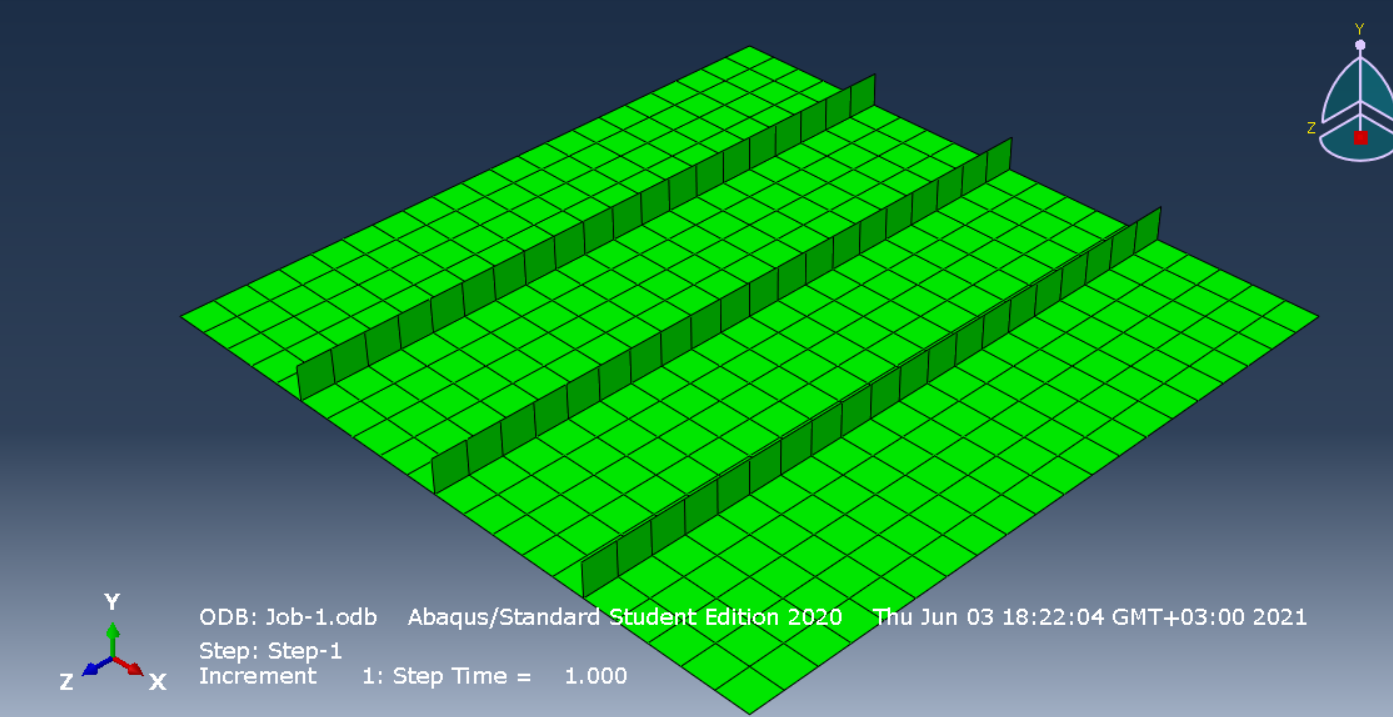 Y
Z
Y
Z
X
ODB: Job-1.odb    Abaqus/Standard Student Edition 2020    Thu Jun 03 18:22:04 GMT+03:00 2021
Step: Step-1
Increment      1: Step Time =    1.000